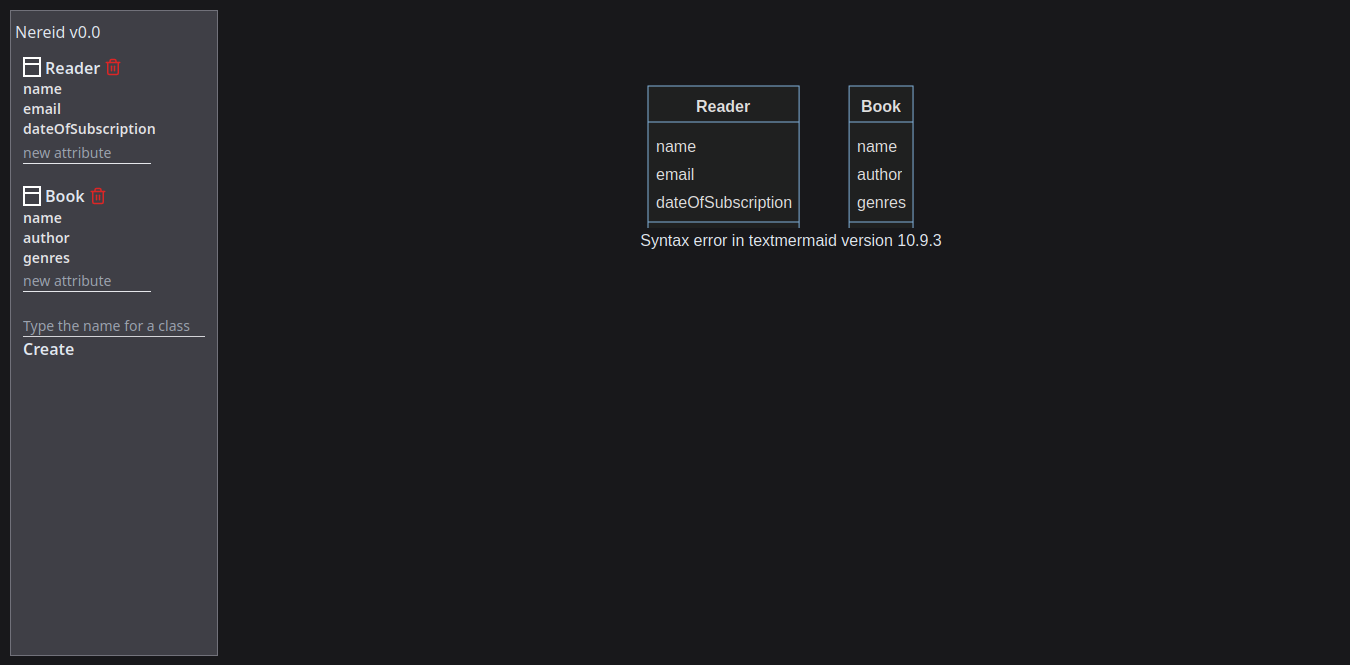 Nereid v0.0
Reader
name
email
dateOfSubscription
new attribute
Book
name
author
genres
new attribute
Type the name for a class
Create
Reader
name
email
dateOfSubscription
Book
name
author
genres
Syntax error in textmermaid version 10.9.3